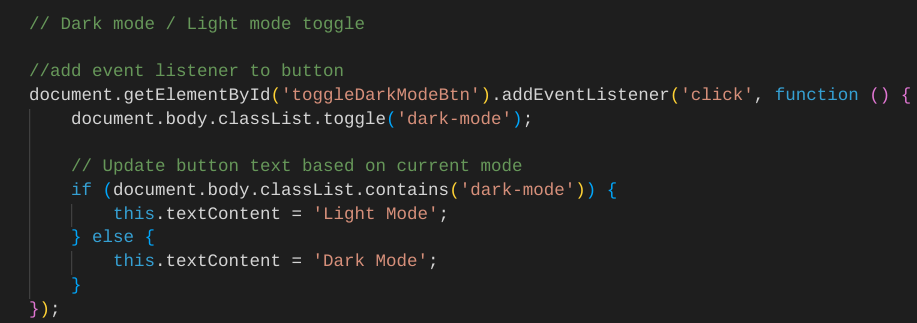 // Dark mode / Light mode toggle
//add event listener to button
document.getElementById('toggleDarkModeBtn').addEventListener('click', function () {
    document.body.classList.toggle('dark-mode');
    // Update button text based on current mode
    if (document.body.classList.contains('dark-mode')) {
        this.textContent = 'Light Mode';
    } else {
        this.textContent = 'Dark Mode';
    }
});